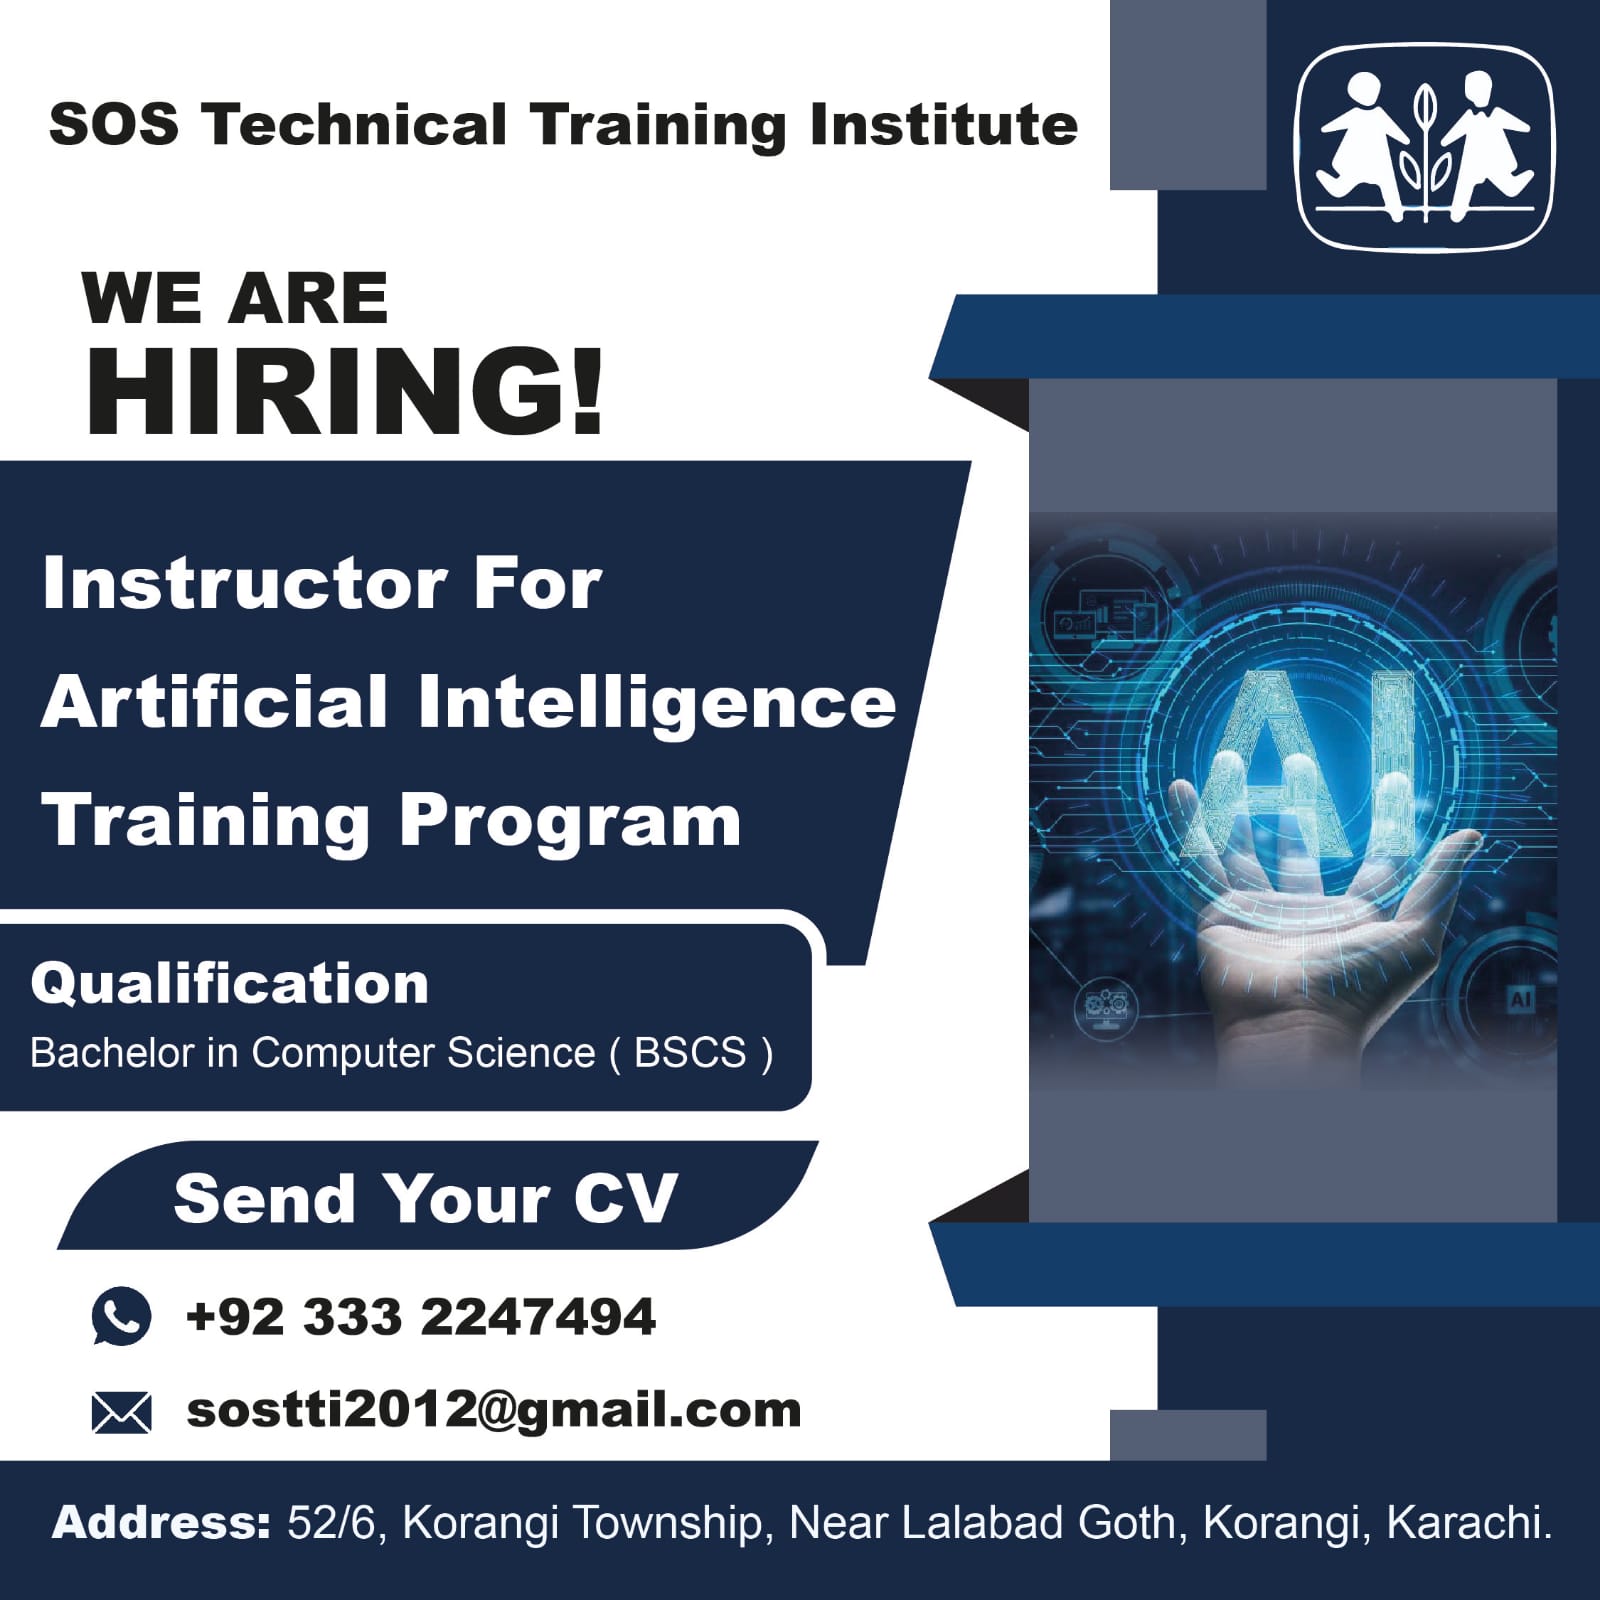 SOS Technical Training Institute
WE ARE
HIRING!
Instructor For
Artificial Intelligence
Training Program
AI
AI
Qualification
Bachelor in Computer Science ( BSCS )
Send Your CV
+92 333 2247494
sostti2012@gmail.com
Address: 52/6, Korangi Township, Near Lalabad Goth, Korangi, Karachi.